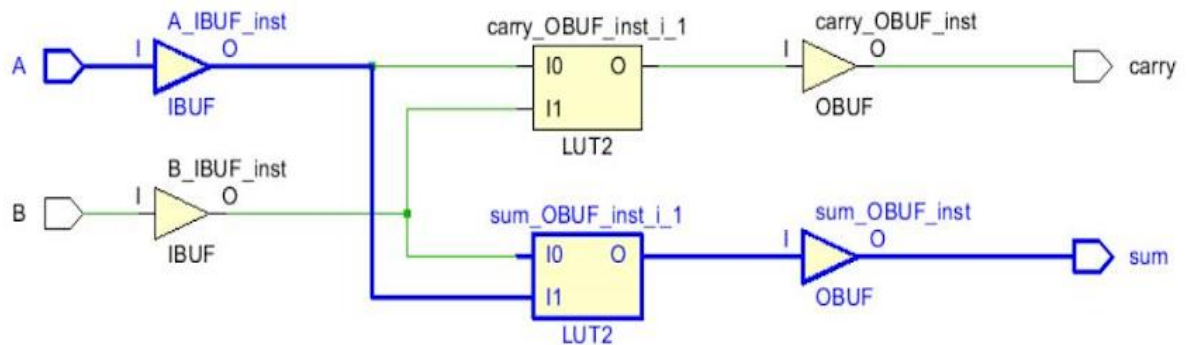 A_IBUF_inst
A
I
O
IBUF
carry_OBUF_inst_i_1
I0
O
I1
LUT2
carry_OBUF_inst
I
O
OBUF
carry
B_IBUF_inst
B
I
O
IBUF
sum_OBUF_inst_i_1
I0
O
I1
LUT2
sum_OBUF_inst
I
O
OBUF
sum